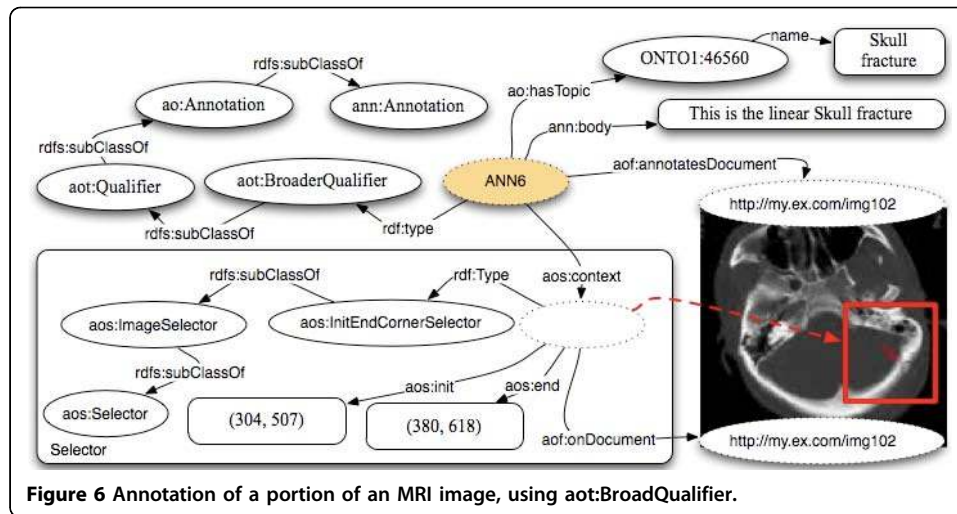 name
Skull
fracture
ONTO1:46560
rdfs:subClassOf
ao:Annotation
ann:Annotation
ao:hasTopic
ann:body
This is the linear Skull fracture
rdfs:subClassOf
aof:annotatesDocument
aot:Qualifier
aot:BroaderQualifier
ANN6
http://my.ex.com/img102
rdfs:subClassOf
rdf:type
aos:context
rdfs:subClassOf
rdf:Type
aos:ImageSelector
aos:InitEndCornerSelector
rdfs:subClassOf
aos:init
aos:end
aos:Selector
(304, 507)
(380, 618)
aof:onDocument
http://my.ex.com/img102
Selector
Figure 6 Annotation of a portion of an MRI image, using aot:BroadQualifier.